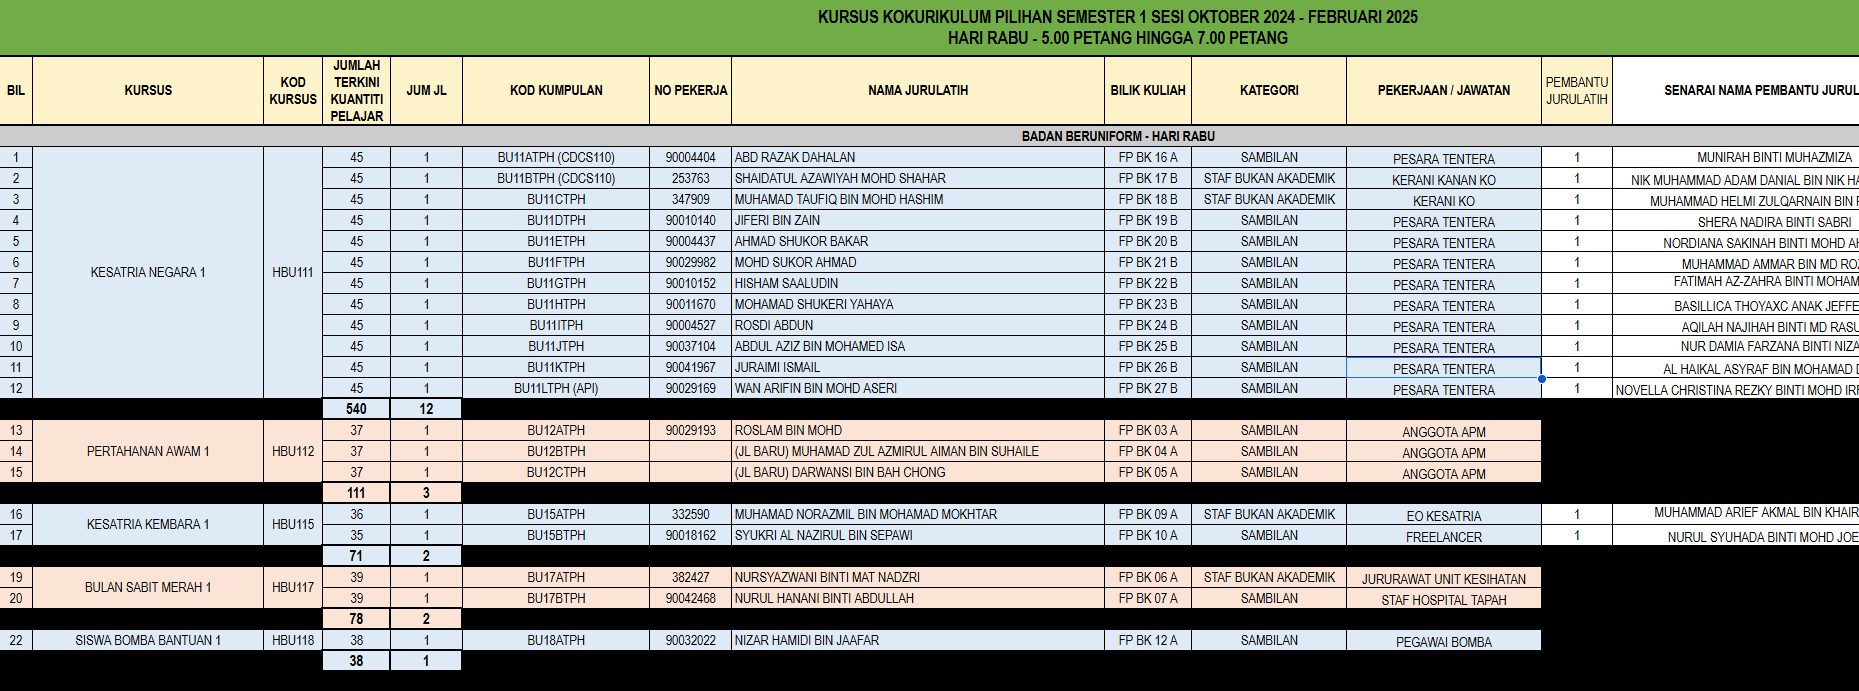 KURSUS KOKURIKULUM PILIHAN SEMESTER 1 SESI OKTOBER 2024 - FEBRUARI 2025
HARI RABU - 5.00 PETANG HINGGA 7.00 PETANG
BIL KURSUS KOD KURSUS JUMLAH TERKINI KUANTITI PELAJAR JUM JL KOD KUMPULAN NO PEKERJA NAMA JURULATIH BILIK KULIAH KATEGORI PEKERJAAN / JAWATAN PEMBANTU JURULATIH SENARAI NAMA PEMBANTU
BADAN BERUNIFORM - HARI RABU
KESATRIA NEGARA 1 HBU111
1 45 1 BU11ATPH (CDCS110) 90004404 ABD RAZAK DAHALAN FP BK 16 A SAMBILAN PESARA TENTERA 1 MUNIRAH BINTI MUHAZMIZA
2 45 1 BU11BTPH (CDCS110) 253763 SHAIDATUL AZAWIYAH MOHD SHAHAR FP BK 17 B STAF BUKAN AKADEMIK KERANI KANAN KO 1 NIK MUHAMMAD ADAM DANIAL BIN NIK
3 45 1 BU11CTPH 347909 MUHAMAD TAUFIQ BIN MOHD HASHIM FP BK 18 B STAF BUKAN AKADEMIK KERANI KO 1 MUHAMMAD HELMI ZULQARNAIN BIN
4 45 1 BU11DTPH 90010140 JIFERI BIN ZAIN FP BK 19 B SAMBILAN PESARA TENTERA 1 SHERA NADIRA BINTI SABRI
5 45 1 BU11ETPH 90004437 AHMAD SHUKOR BAKAR FP BK 20 B SAMBILAN PESARA TENTERA 1 NORDIANA SAKINAH BINTI MOHD
6 45 1 BU11FTPH 90029982 MOHD SUKOR AHMAD FP BK 21 B SAMBILAN PESARA TENTERA 1 MUHAMMAD AMMAR BIN MD
7 45 1 BU11GTPH 90010152 HISHAM SAALUDIN FP BK 22 B SAMBILAN PESARA TENTERA 1 FATIMAH AZ-ZAHRA BINTI
8 45 1 BU11HTPH 90011670 MOHAMAD SHUKERI YAHAYA FP BK 23 B SAMBILAN PESARA TENTERA 1 BASILLICA THOYAXC ANAK
9 45 1 BU11ITPH 90004527 ROSDI ABDUN FP BK 24 B SAMBILAN PESARA TENTERA 1 AQILAH NAJIHAH BINTI MD
10 45 1 BU11JTPH 90037104 ABDUL AZIZ BIN MOHAMED ISA FP BK 25 B SAMBILAN PESARA TENTERA 1 NUR DAMIA FARZANA BINTI
11 45 1 BU11KTPH 90041967 JURAIMI ISMAIL FP BK 26 B SAMBILAN PESARA TENTERA 1 AL HAIKAL ASYRAF BIN MOHAMAD
12 45 1 BU11LTPH (API) 90029169 WAN ARIFIN BIN MOHD ASERI FP BK 27 B SAMBILAN PESARA TENTERA 1 NOVELLA CHRISTINA REZKY BINTI MOHD
540 12
PERTAHANAN AWAM 1 HBU112
13 37 1 BU12ATPH 90029193 ROSLAM BIN MOHD FP BK 03 A SAMBILAN ANGGOTA APM
14 37 1 BU12BTPH (JL BARU) MUHAMAD ZUL AZMIRUL AIMAN BIN SUHAILE FP BK 04 A SAMBILAN ANGGOTA APM
15 37 1 BU12CTPH (JL BARU) DARWANSI BIN BAH CHONG FP BK 05 A SAMBILAN ANGGOTA APM
111 3
KESATRIA KEMBARA 1 HBU115
16 36 1 BU15ATPH 332590 MUHAMAD NORAZMIL BIN MOHAMAD MOKHTAR FP BK 09 A STAF BUKAN AKADEMIK EO KESATRIA 1 MUHAMMAD ARIEF AKMAL BIN
17 35 1 BU15BTPH 90018162 SYUKRI AL NAZIRUL BIN SEPAWI FP BK 10 A SAMBILAN FREELANCER 1 NURUL SYUHADA BINTI MOHD
71 2
BULAN SABIT MERAH 1 HBU117
19 39 1 BU17ATPH 382427 NURSYAZWANI BINTI MAT NADZRI FP BK 06 A STAF BUKAN AKADEMIK JURURAWAT UNIT KESIHATAN
20 39 1 BU17BTPH 90042468 NURUL HANANI BINTI ABDULLAH FP BK 07 A SAMBILAN STAF HOSPITAL TAPAH
78 2
22 SISWA BOMBA BANTUAN 1 HBU118 38 1 BU18ATPH 90032022 NIZAR HAMIDI BIN JAAFAR FP BK 12 A SAMBILAN PEGAWAI BOMBA
38 1